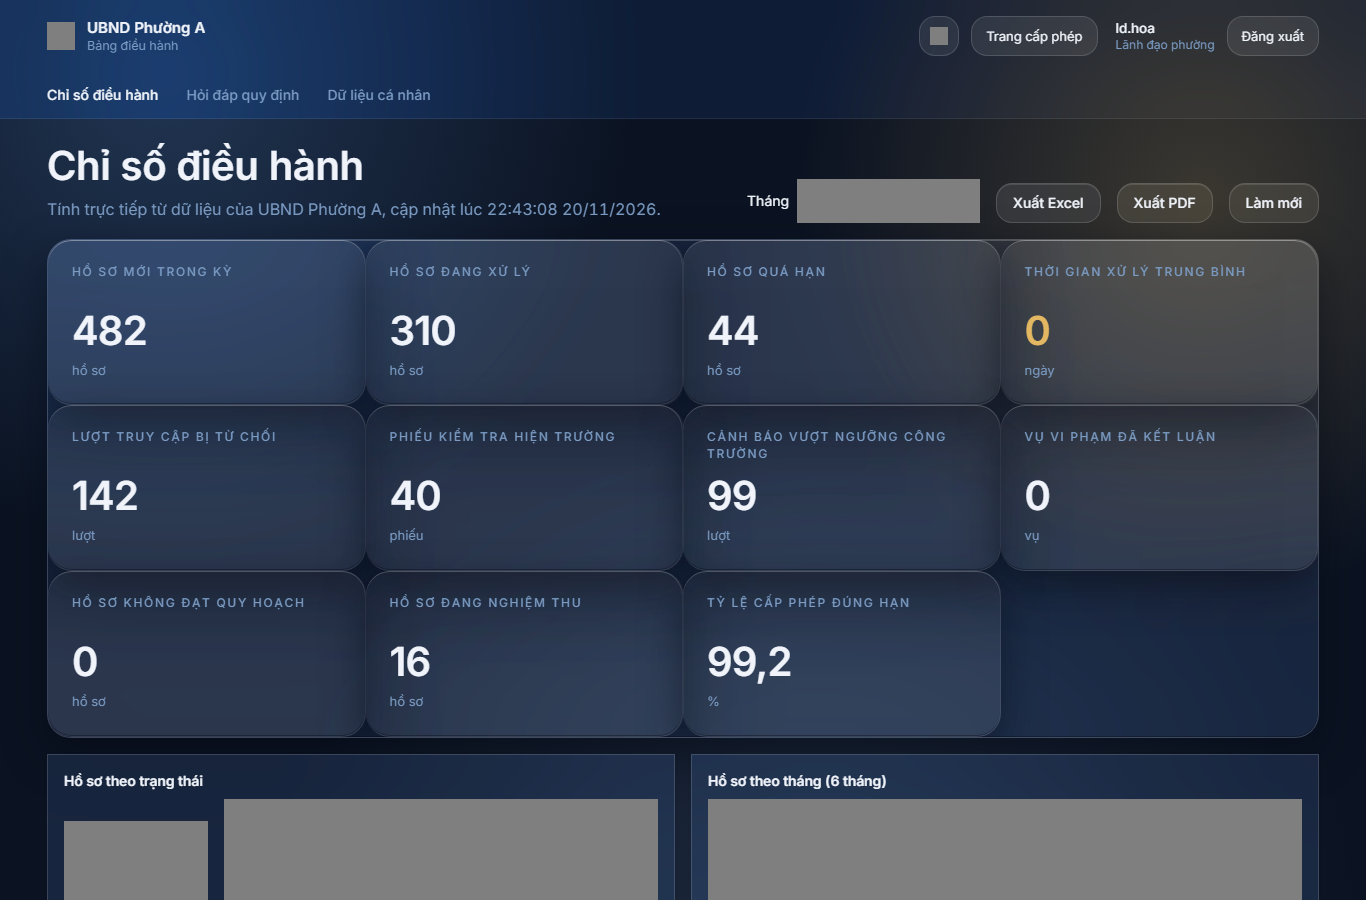 UBND Phường A
Bảng điều hành
Trang cấp phép
ld.hoa
Lãnh đạo phường
Đăng xuất
Chỉ số điều hành
Hỏi đáp quy định
Dữ liệu cá nhân
Chỉ số điều hành
Tính trực tiếp từ dữ liệu của UBND Phường A, cập nhật lúc 22:43:08 20/11/2026.
Tháng
Xuất Excel
Xuất PDF
Làm mới
HỒ SƠ MỚI TRONG KỲ
482
hồ sơ
HỒ SƠ ĐANG XỬ LÝ
310
hồ sơ
HỒ SƠ QUÁ HẠN
44
hồ sơ
THỜI GIAN XỬ LÝ TRUNG BÌNH
0
ngày
LƯỢT TRUY CẬP BỊ TỪ CHỐI
142
lượt
PHIẾU KIỂM TRA HIỆN TRƯỜNG
40
phiếu
CẢNH BÁO VƯỢT NGƯỠNG CÔNG
TRƯỜNG
99
lượt
VỤ VI PHẠM ĐÃ KẾT LUẬN
0
vụ
HỒ SƠ KHÔNG ĐẠT QUY HOẠCH
0
hồ sơ
HỒ SƠ ĐANG NGHIỆM THU
16
hồ sơ
TỶ LỆ CẤP PHÉP ĐÚNG HẠN
99,2
%
Hồ sơ theo trạng thái
Hồ sơ theo tháng (6 tháng)